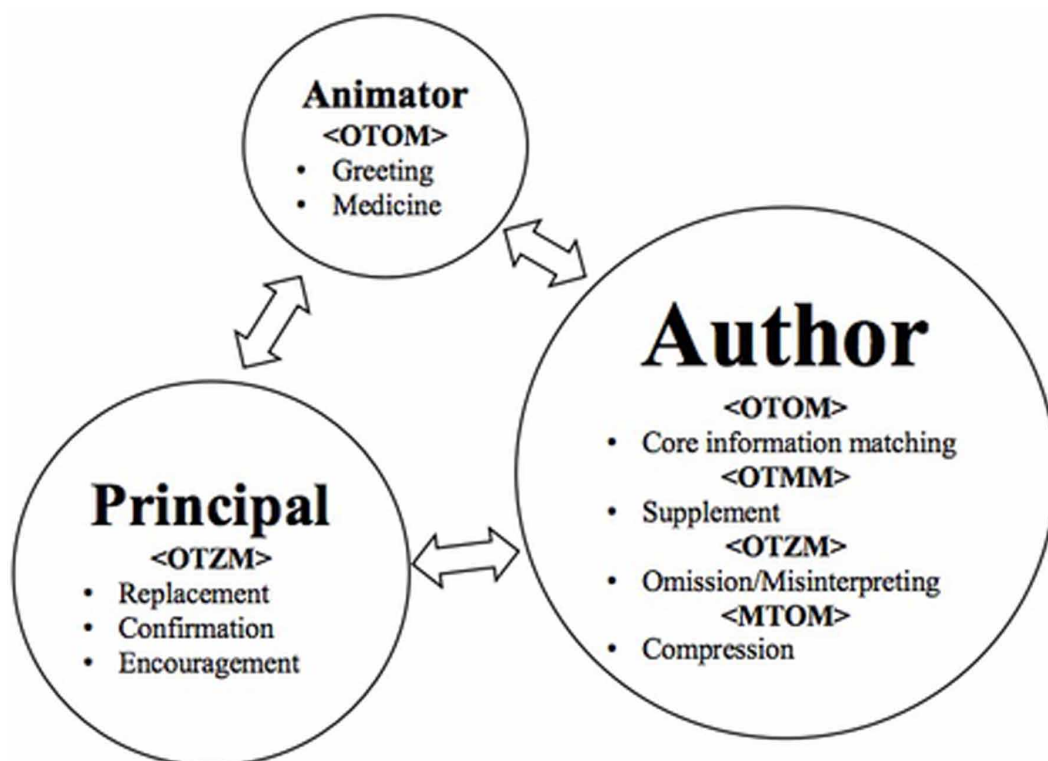 Animator
<OTOM>
• Greeting
• Medicine
Author
<OTOM>
• Core information matching
<OTMM>
• Supplement
<OTZM>
• Omission/Misinterpreting
<MTOM>
• Compression
Principal
<OTZM>
• Replacement
• Confirmation
• Encouragement